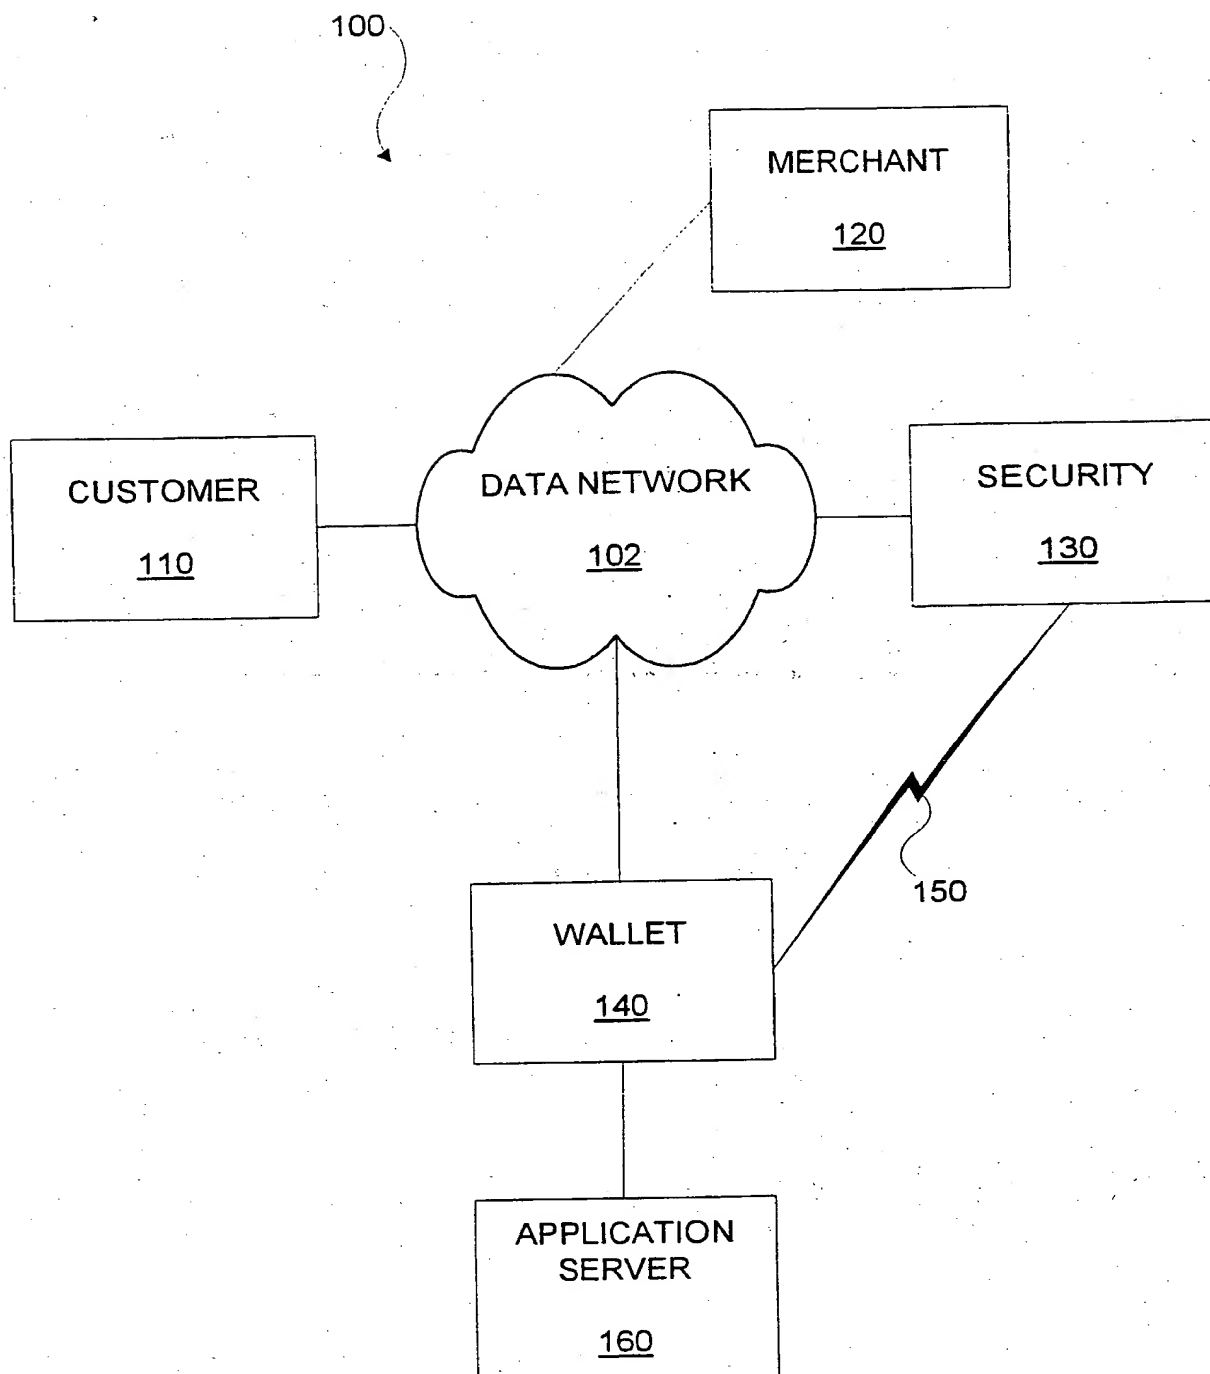 100
MERCHANT
120
CUSTOMER
110
DATA NETWORK
102
SECURITY
130
150
WALLET
140
APPLICATION
SERVER
160